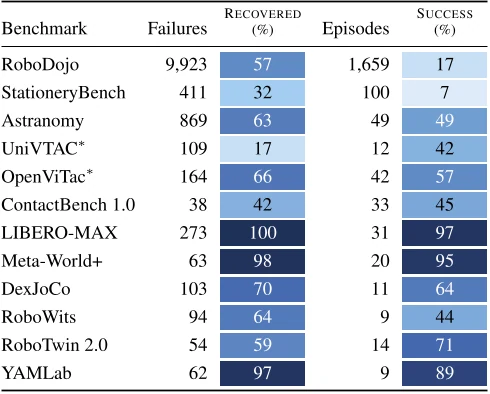 Benchmark Failures RECOVERED (%) Episodes SUCCESS (%)
RoboDojo 9,923 57 1,659 17
StationeryBench 411 32 100 7
Astranomy 869 63 49 49
UniVTAC* 109 17 12 42
OpenViTac* 164 66 42 57
ContactBench 1.0 38 42 33 45
LIBERO-MAX 273 100 31 97
Meta-World+ 63 98 20 95
DexJoCo 103 70 11 64
RoboWits 94 64 9 44
RoboTwin 2.0 54 59 14 71
YAMLab 62 97 9 89